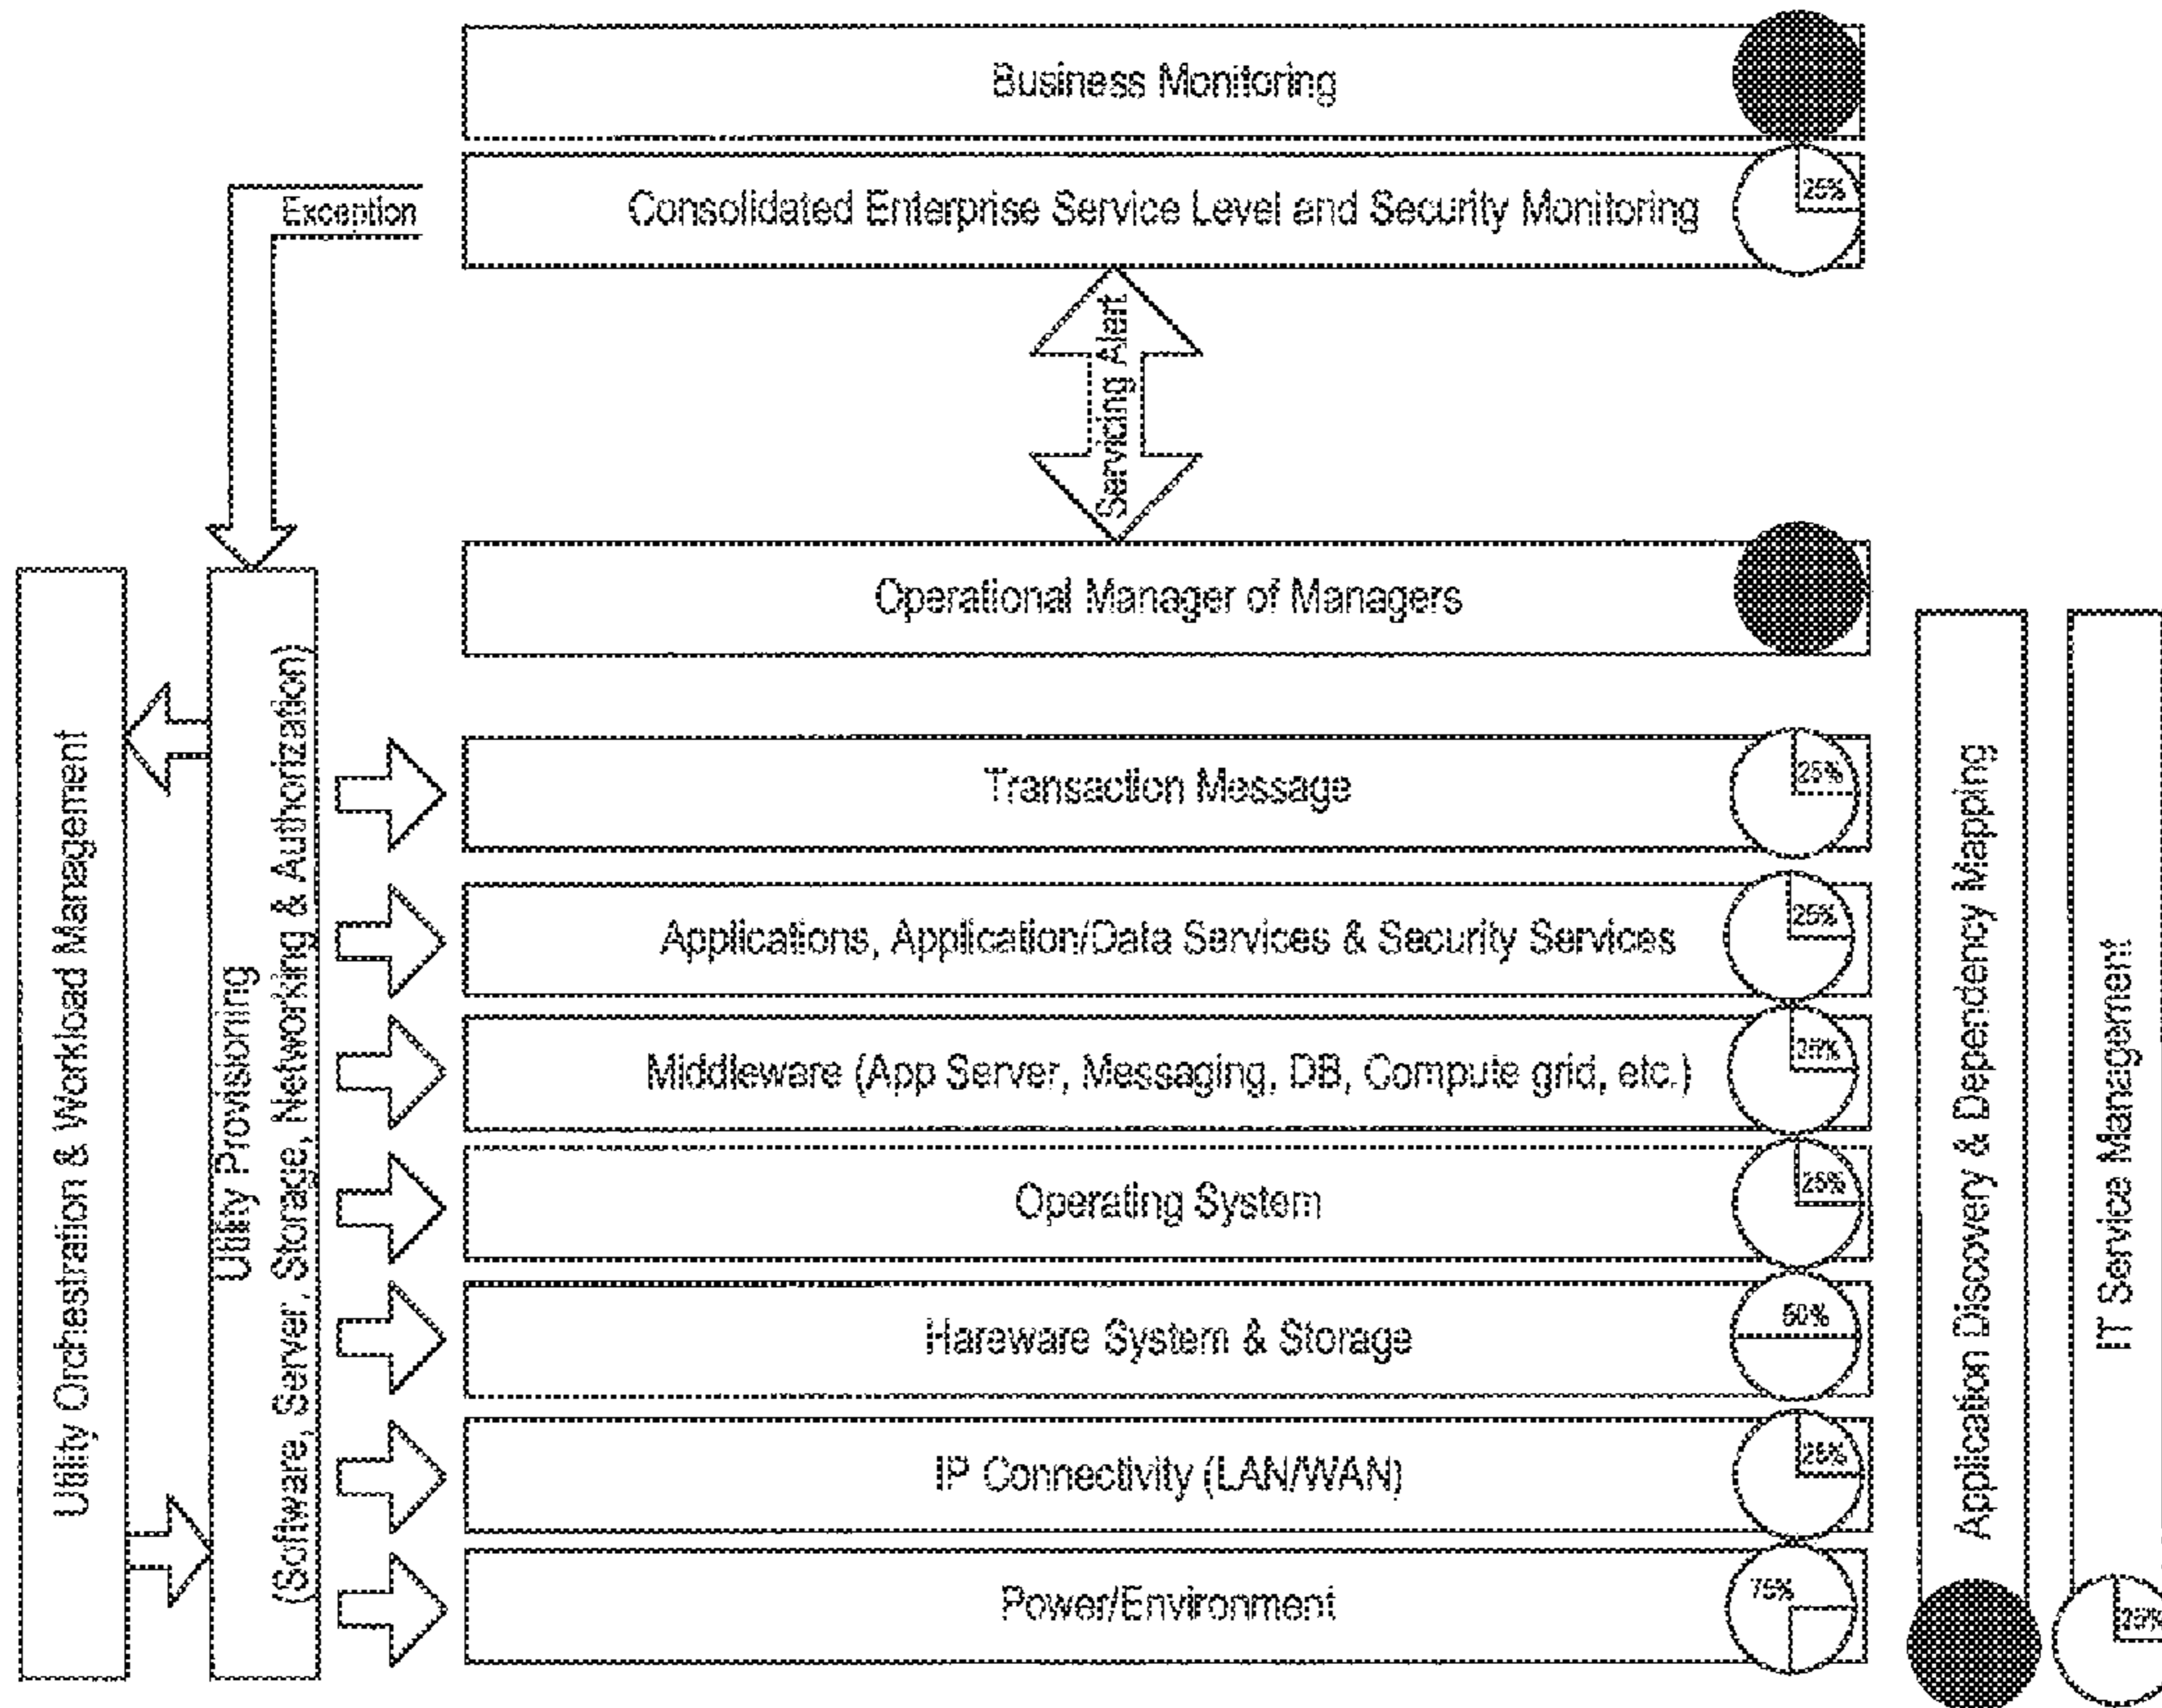 Business Monitoring
25%
Exception
Consolidated Enterprise Service Level and Security Monitoring
Servicing Alert
Operational Manager of Managers
Utility Orchestration & Workload Management
Utility Provisioning
(Software, Server, Storage, Networking & Authorization)
Transaction Message
25%
Applications, Application/Data Services & Security Services
25%
Middleware (App Server, Messaging, DB, Compute grid, etc.)
25%
Operating System
25%
Hareware System & Storage
50%
IP Connectivity (LAN/WAN)
25%
Power/Environment
75%
Application Discovery & Dependency Mapping
IT Service Management
25%